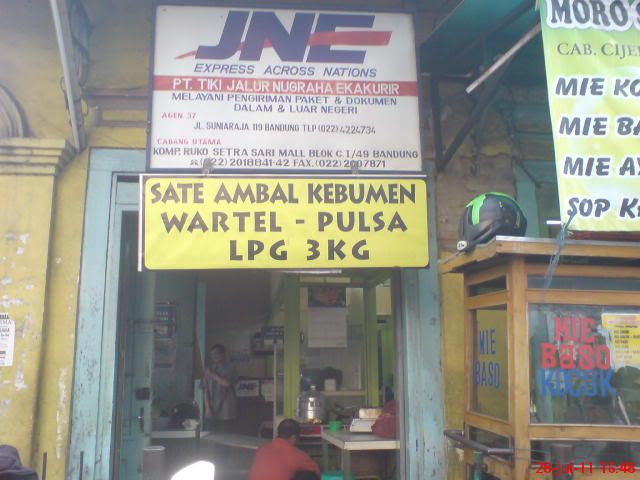 JNE
EXPRESS ACROSS NATIONS
PT. TIKI JALUR NUGRAHA EKAKURIR
MELAYANI PENGIRIMAN PAKET & DOKUMEN
DALAM & LUAR NEGERI
AGEN 37
JL. SUNIARAJA 119 BANDUNG TLP (022) 4224734
CABANG UTAMA
KOMP. RUKO SETRA SARI MALL BLOK C.1/49 BANDUNG
☎(022) 2018841-42 FAX. (022) 2007871
SATE AMBAL KEBUMEN
WARTEL - PULSA
LPG 3KG
MORO'S
CAB. CIJE
MIE KO
MIE BA
MIE AY
SOP K
MIE
BASO
MIE
BASO
KOCOK
JNE
28-Jul-11 15:48